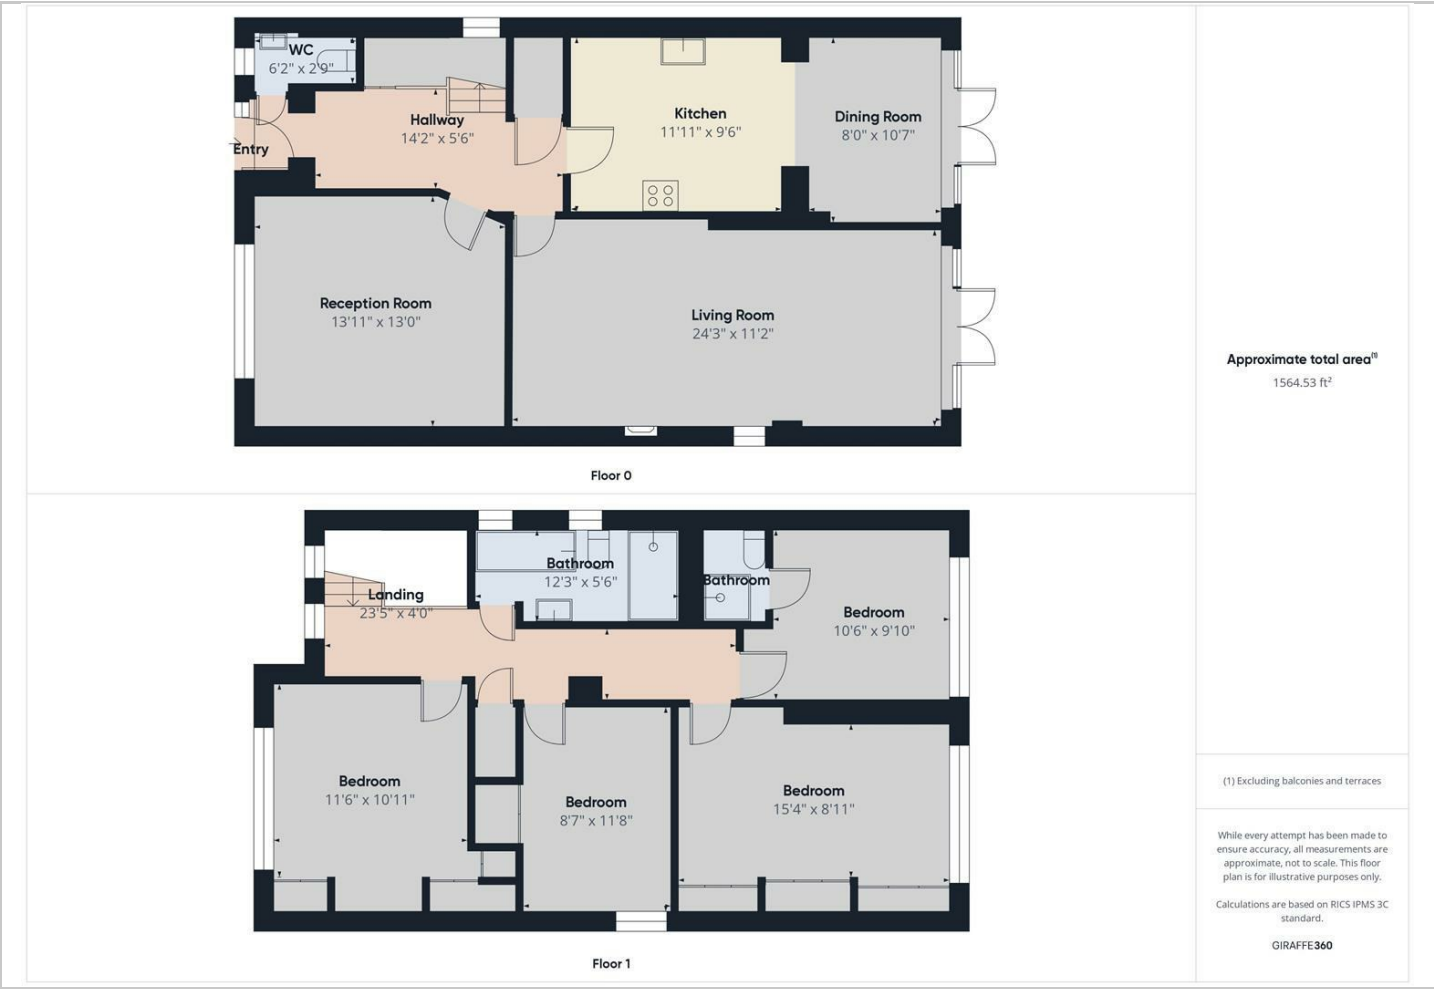 WC
6'2" x 2'9"
Hallway
14'2" x 5'6"
Entry
Kitchen
11'11" x 9'6"
Dining Room
8'0" x 10'7"
Reception Room
13'11" x 13'0"
Living Room
24'3" x 11'2"
Floor 0
Approximate total area(1)
1564.53 ft²
Landing
23'5" x 4'0"
Bathroom
12'3" x 5'6"
Bathroom
Bedroom
10'6" x 9'10"
Bedroom
11'6" x 10'11"
Bedroom
8'7" x 11'8"
Bedroom
15'4" x 8'11"
Floor 1
(1) Excluding balconies and terraces
While every attempt has been made to
ensure accuracy, all measurements are
approximate, not to scale. This floor
plan is for illustrative purposes only.
Calculations are based on RICS IPMS 3C
standard.
GIRAFFE360